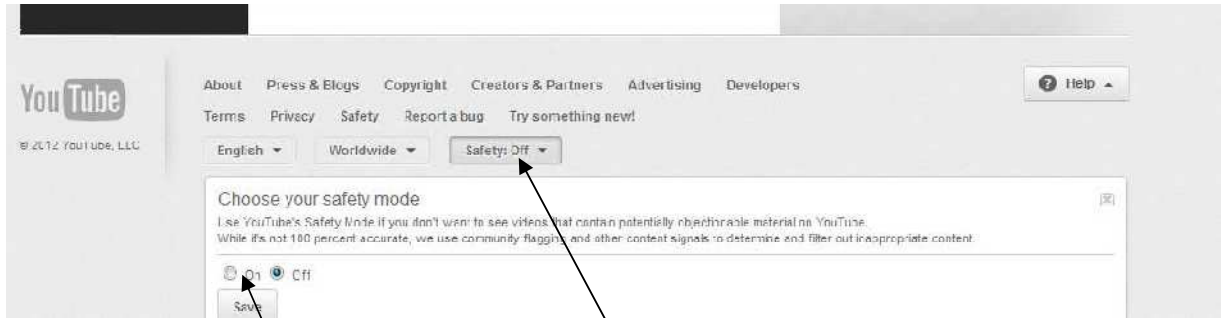 YouTube
About Press & Blogs Copyright Creators & Partners Advertising Developers
Help
Terms Privacy Safety Report a bug Try something new!
© 2012 YouTube, LLC
English Worldwide Safety: Off
Choose your safety mode
Use YouTube's Safety Mode if you don't want to see videos that contain potentially objectionable material on YouTube.
While it's not 100 percent accurate, we use community flagging and other content signals to determine and filter out inappropriate content.
On Off
Save